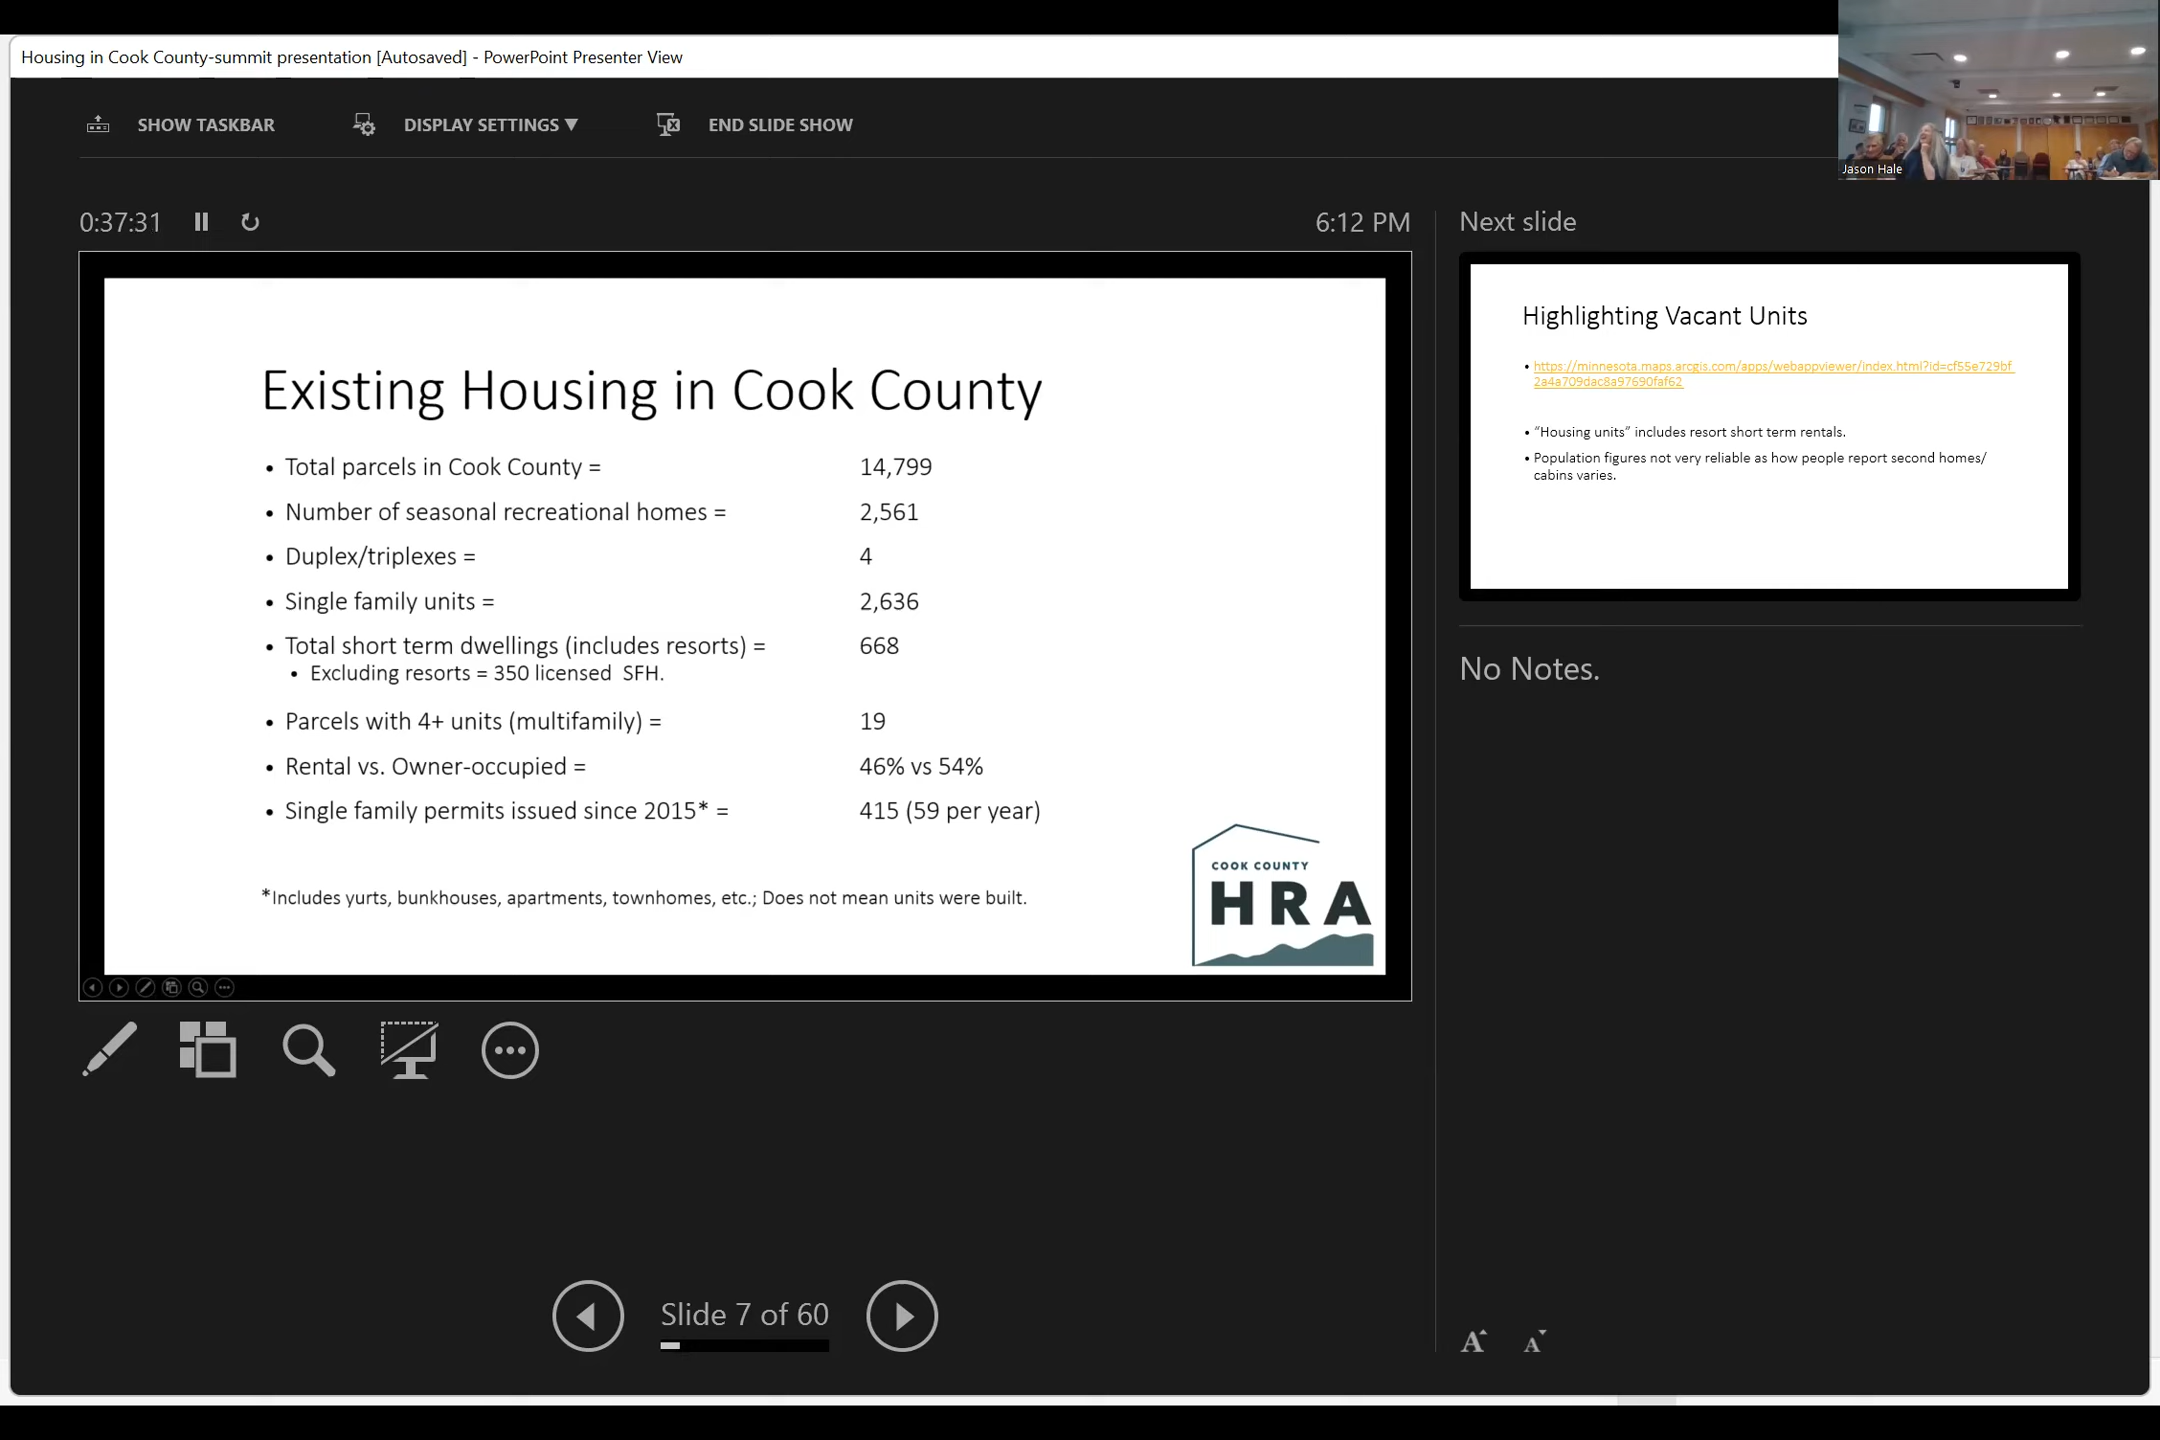 Housing in Cook County-summit presentation [Autosaved] - PowerPoint Presenter View
SHOW TASKBAR
DISPLAY SETTINGS ▼
END SLIDE SHOW
Jason Hale
0:37:31
6:12 PM
Existing Housing in Cook County
• Total parcels in Cook County = 14,799
• Number of seasonal recreational homes = 2,561
• Duplex/triplexes = 4
• Single family units = 2,636
• Total short term dwellings (includes resorts) = 668
• Excluding resorts = 350 licensed SFH.
• Parcels with 4+ units (multifamily) = 19
• Rental vs. Owner-occupied = 46% vs 54%
• Single family permits issued since 2015* = 415 (59 per year)
*Includes yurts, bunkhouses, apartments, townhomes, etc.; Does not mean units were built.
COOK COUNTY
HRA
Next slide
Highlighting Vacant Units
• https://minnesota.maps.arcgis.com/apps/webappviewer/index.html?id=cf55e729bf
2a4a709dac8a97690faf62
• “Housing units” includes resort short term rentals.
• Population figures not very reliable as how people report second homes/
cabins varies.
No Notes.
Slide 7 of 60
A A